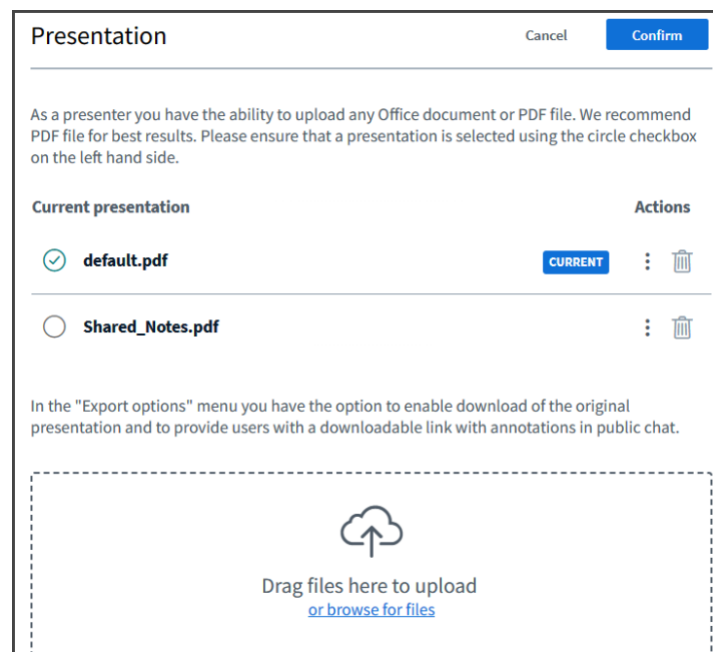 Presentation
Cancel
Confirm
As a presenter you have the ability to upload any Office document or PDF file. We recommend
PDF file for best results. Please ensure that a presentation is selected using the circle checkbox
on the left hand side.
Current presentation
Actions
default.pdf
CURRENT
Shared_Notes.pdf
In the "Export options" menu you have the option to enable download of the original
presentation and to provide users with a downloadable link with annotations in public chat.
Drag files here to upload
or browse for files